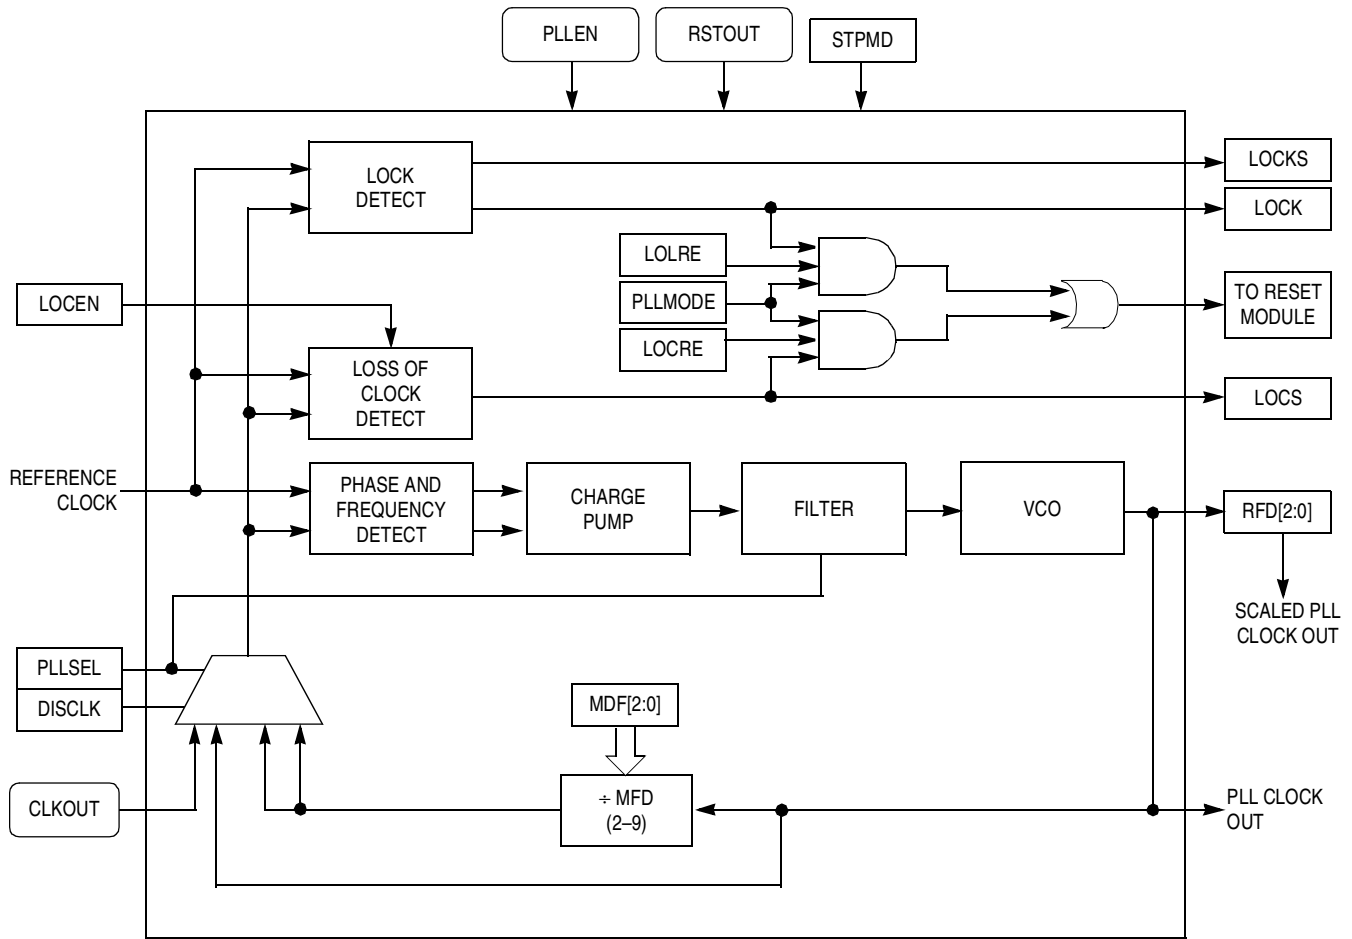 PLLEN
RSTOUT
STPMD
LOCK
DETECT
LOCKS
LOCK
LOLRE
PLLMODE
LOCRE
TO RESET
MODULE
LOCEN
LOSS OF
CLOCK
DETECT
LOCS
REFERENCE
CLOCK
PHASE AND
FREQUENCY
DETECT
CHARGE
PUMP
FILTER
VCO
RFD[2:0]
SCALED PLL
CLOCK OUT
PLLSEL
DISCLK
MDF[2:0]
CLKOUT
÷ MFD
(2–9)
PLL CLOCK
OUT